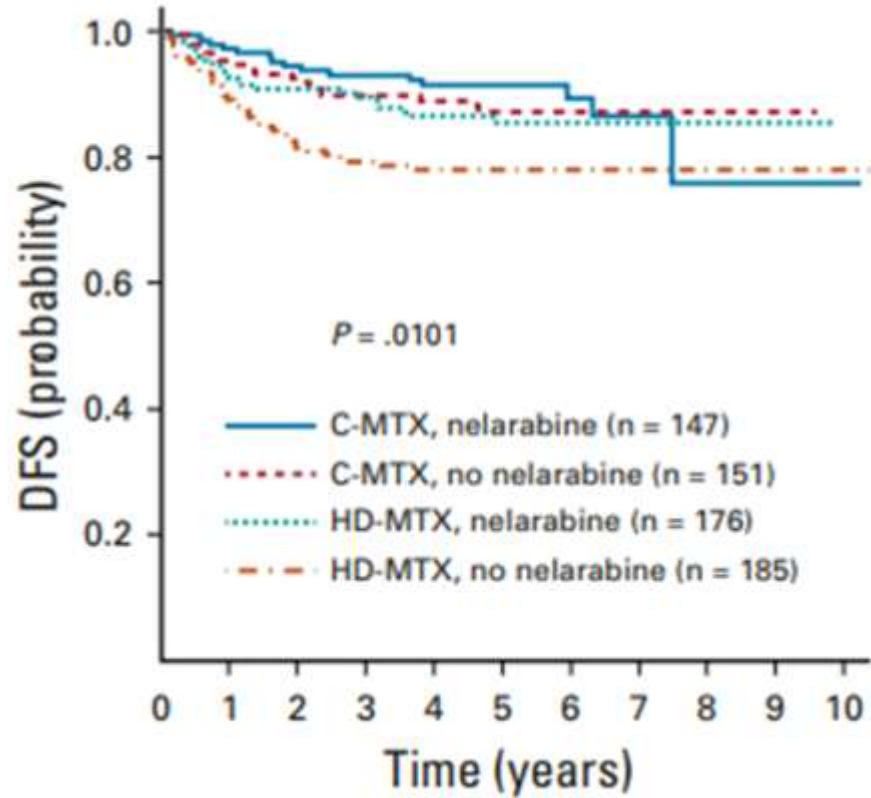 1.0
0.8
0.6
0.4
0.2
DFS (probability)
P = .0101
C-MTX, nelarabine (n = 147)
C-MTX, no nelarabine (n = 151)
HD-MTX, nelarabine (n = 176)
HD-MTX, no nelarabine (n = 185)
0 1 2 3 4 5 6 7 8 9 10
Time (years)